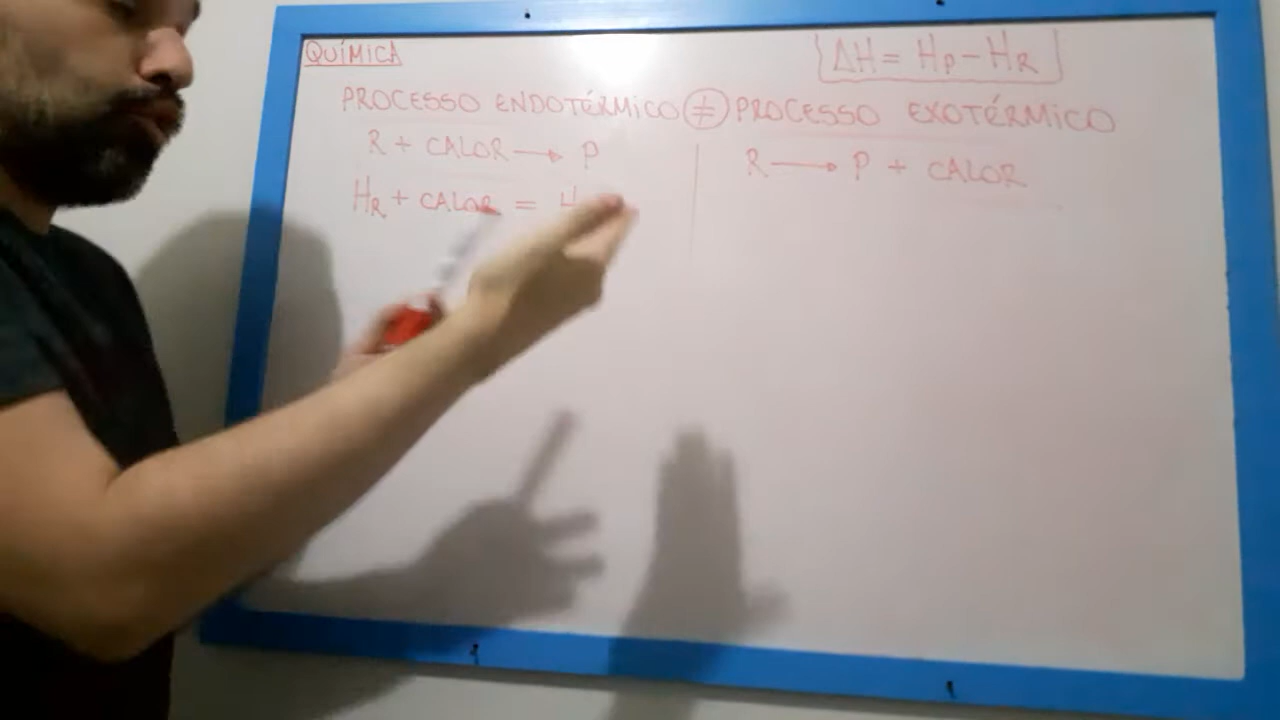 QUÍMICA
ΔH = HP - HR
PROCESSO ENDOTÉRMICO ≠ PROCESSO EXOTÉRMICO
R + CALOR → P
R → P + CALOR
HR + CALOR = H